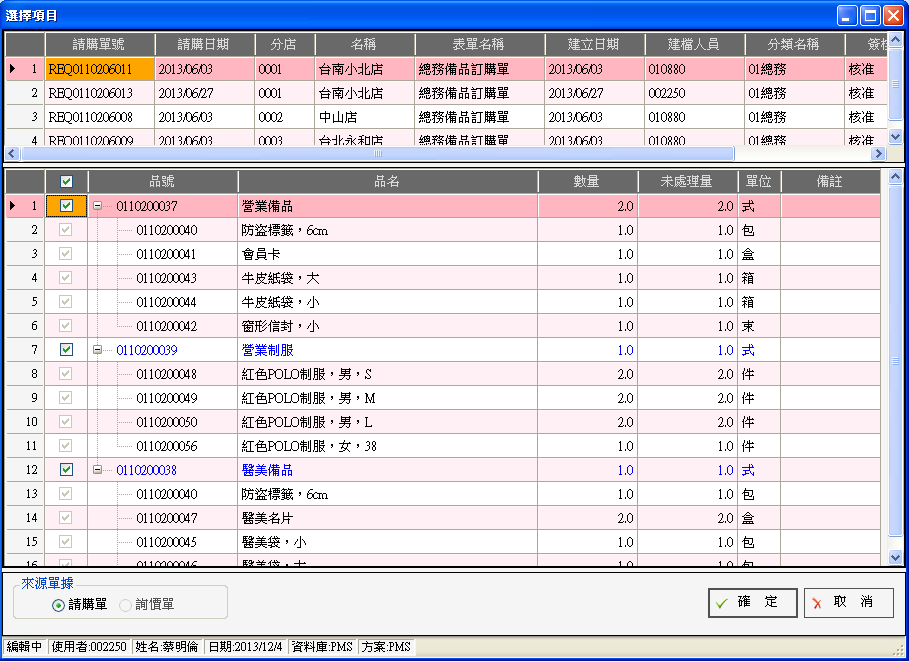 選擇項目
請購單號 請購日期 分店 名稱 表單名稱 建立日期 建檔人員 分類名稱 簽核
1 REQ0110206011 2013/06/03 0001 台南小北店 總務備品訂購單 2013/06/03 010880 01總務 核准
2 REQ0110206013 2013/06/27 0001 台南小北店 總務備品訂購單 2013/06/27 002250 01總務 核准
3 REQ0110206008 2013/06/03 0002 中山店 總務備品訂購單 2013/06/03 010880 01總務 核准
4 REQ0110206009 2013/06/03 0003 台北永和店 總務備品訂購單 2013/06/03 010880 01總務 核准
品號 品名 數量 未處理量 單位 備註
1 0110200037 營業備品 2.0 2.0 式
2 0110200040 防盜標籤，6cm 1.0 1.0 包
3 0110200041 會員卡 1.0 1.0 盒
4 0110200043 牛皮紙袋，大 1.0 1.0 箱
5 0110200044 牛皮紙袋，小 1.0 1.0 箱
6 0110200042 窗形信封，小 1.0 1.0 束
7 0110200039 營業制服 1.0 1.0 式
8 0110200048 紅色POLO制服，男，S 2.0 2.0 件
9 0110200049 紅色POLO制服，男，M 2.0 2.0 件
10 0110200050 紅色POLO制服，男，L 2.0 2.0 件
11 0110200056 紅色POLO制服，女，38 1.0 1.0 件
12 0110200038 醫美備品 1.0 1.0 式
13 0110200040 防盜標籤，6cm 1.0 1.0 包
14 0110200047 醫美名片 2.0 2.0 盒
15 0110200045 醫美袋，小 1.0 1.0 包
16 0110200046 醫美袋，大 1.0 1.0 包
來源單據
請購單 詢價單
確 定 取 消
編輯中 使用者:002250 姓名:蔡明倫 日期:2013/12/4 資料庫:PMS 方案:PMS